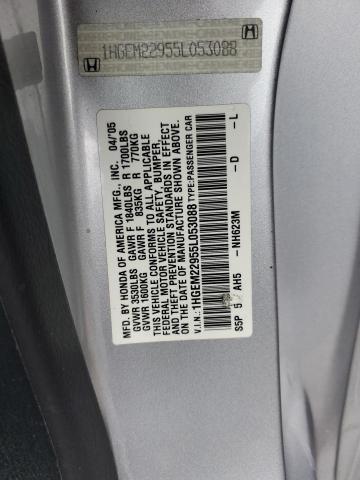 1HGEM22955L053088
MFD. BY HONDA OF AMERICA MFG., INC. 04/05
GVWR 3530LBS GAWR F 1840LBS R 1700LBS
GVWR 1600KG GAWR F 835KG R 770KG
THIS VEHICLE CONFORMS TO ALL APPLICABLE
FEDERAL MOTOR VEHICLE SAFETY, BUMPER,
AND THEFT PREVENTION STANDARDS IN EFFECT
ON THE DATE OF MANUFACTURE SHOWN ABOVE.
V.I.N.:1HGEM22955L053088 TYPE:PASSENGER CAR
NH623M -D -L
S5P 5 AH5